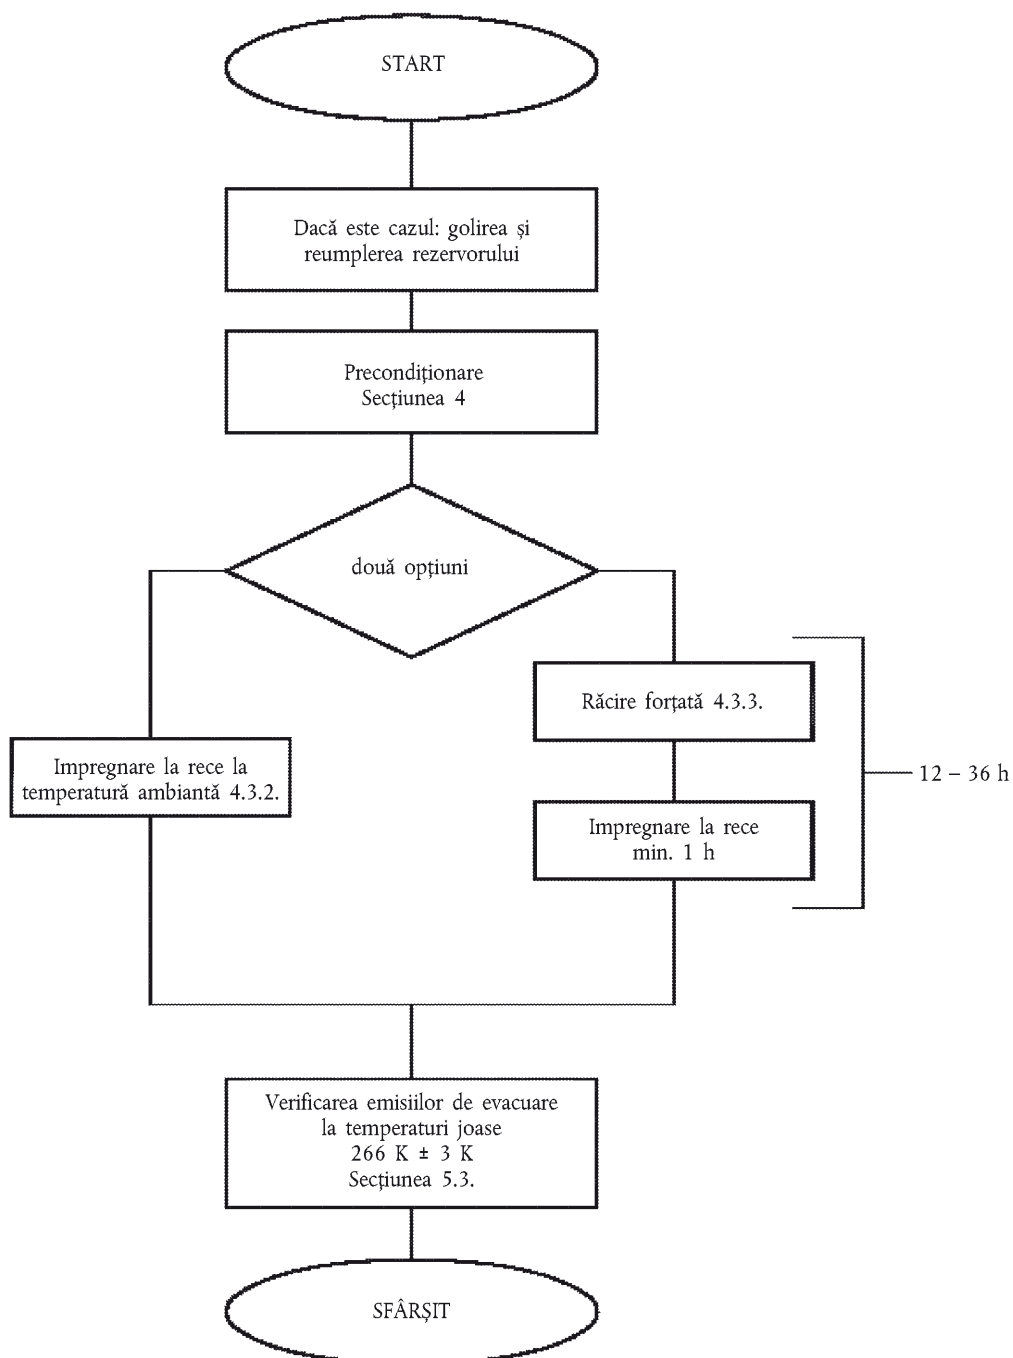 START
Dacă este cazul: golirea și
reumplerea rezervorului
Precondiționare
Secțiunea 4
două opțiuni
Răcire forțată 4.3.3.
Impregnare la rece la
temperatură ambiantă 4.3.2.
12 – 36 h
Impregnare la rece
min. 1 h
Verificarea emisiilor de evacuare
la temperaturi joase
266 K ± 3 K
Secțiunea 5.3.
SFÂRȘIT